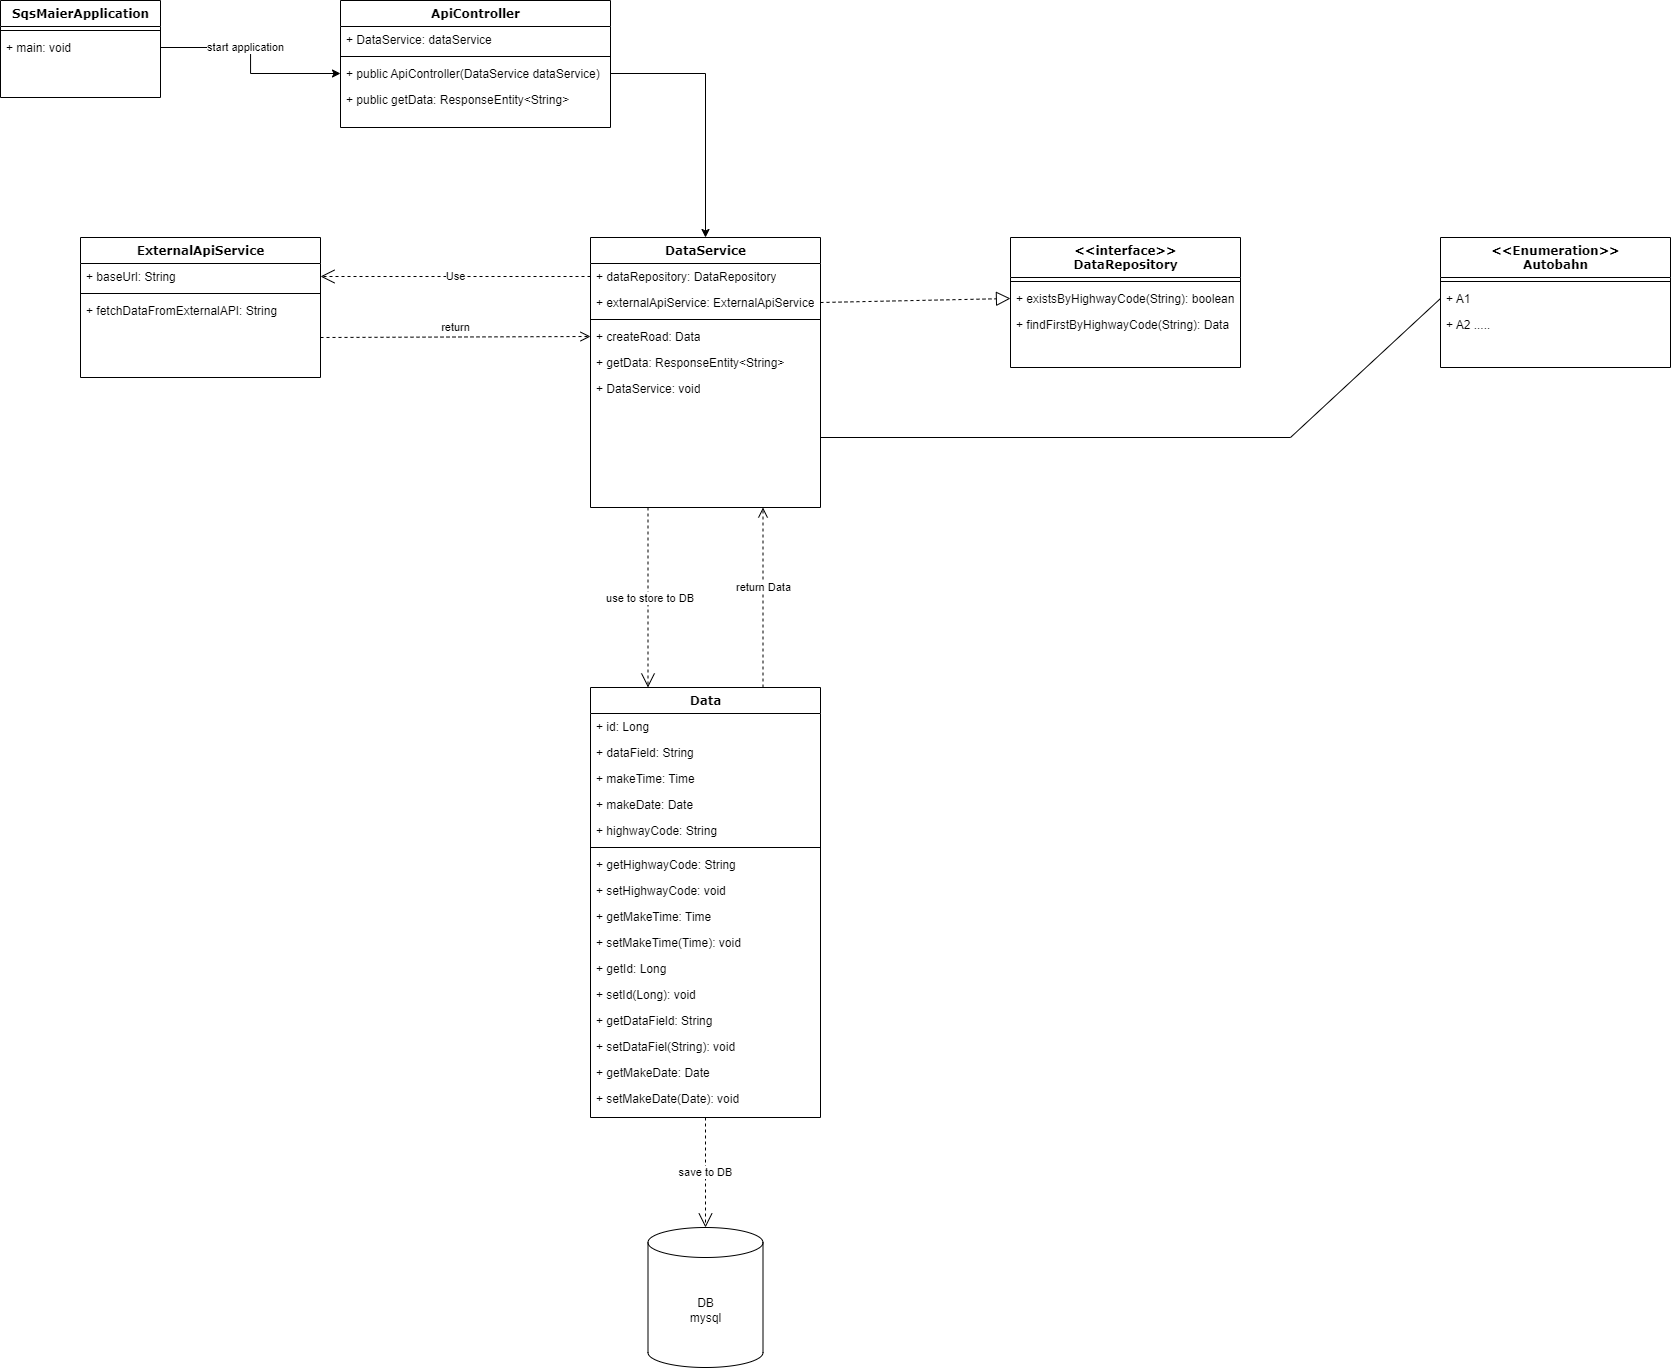 SqsMaierApplication
+ main: void
start application
ApiController
+ DataService: dataService
+ public ApiController(DataService dataService)
+ public getData: ResponseEntity<String>
ExternalApiService
+ baseUrl: String
+ fetchDataFromExternalAPI: String
Use
return
DataService
+ dataRepository: DataRepository
+ externalApiService: ExternalApiService
+ createRoad: Data
+ getData: ResponseEntity<String>
+ DataService: void
<<interface>>
DataRepository
+ existsByHighwayCode(String): boolean
+ findFirstByHighwayCode(String): Data
<<Enumeration>>
Autobahn
+ A1
+ A2 .....
use to store to DB
return Data
Data
+ id: Long
+ dataField: String
+ makeTime: Time
+ makeDate: Date
+ highwayCode: String
+ getHighwayCode: String
+ setHighwayCode: void
+ getMakeTime: Time
+ setMakeTime(Time): void
+ getId: Long
+ setId(Long): void
+ getDataField: String
+ setDataFiel(String): void
+ getMakeDate: Date
+ setMakeDate(Date): void
save to DB
DB
mysql